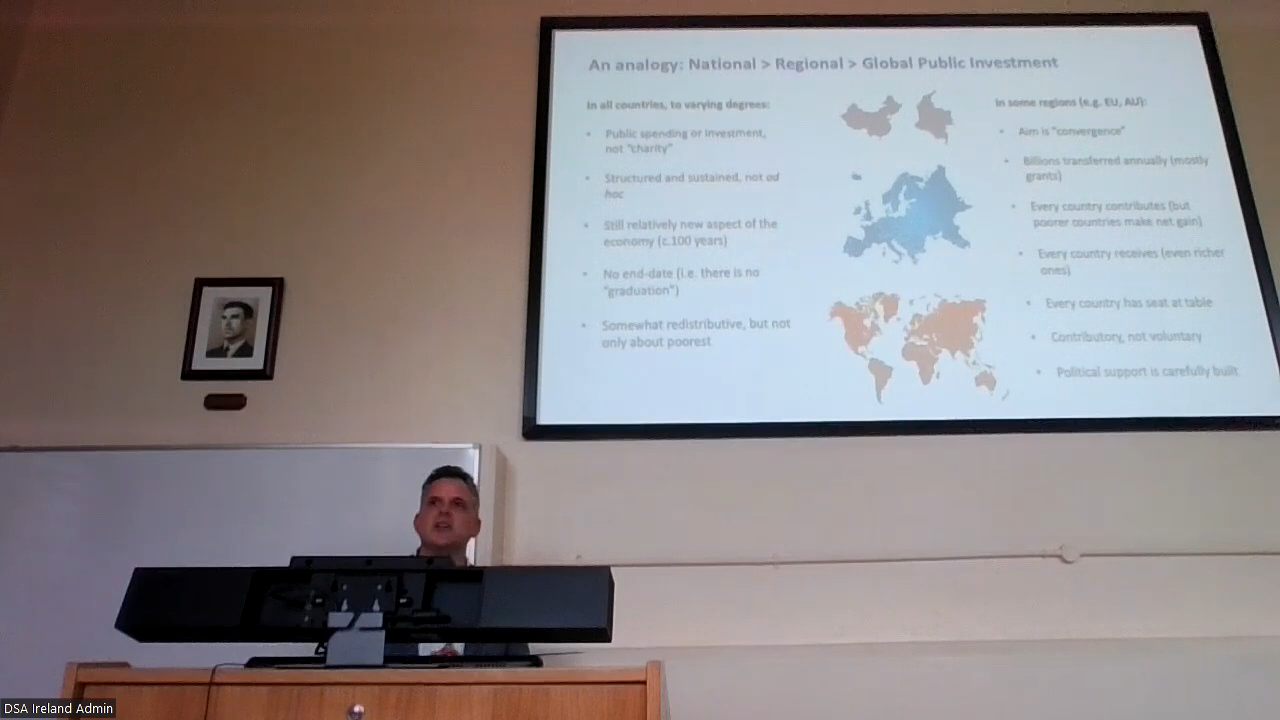 An analogy: National > Regional > Global Public Investment
In all countries, to varying degrees:
• Public spending or investment,
not "charity"
• Structured and sustained, not ad
hoc
• Still relatively new aspect of the
economy (c.100 years)
• No end-date (i.e. there is no
"graduation")
• Somewhat redistributive, but not
only about poorest
In some regions (e.g. EU, AU):
• Aim is "convergence"
• Billions transferred annually (mostly
grants)
• Every country contributes (but
poorer countries make net gain)
• Every country receives (even richer
ones)
• Every country has seat at table
• Contributory, not voluntary
• Political support is carefully built
DSA Ireland Admin